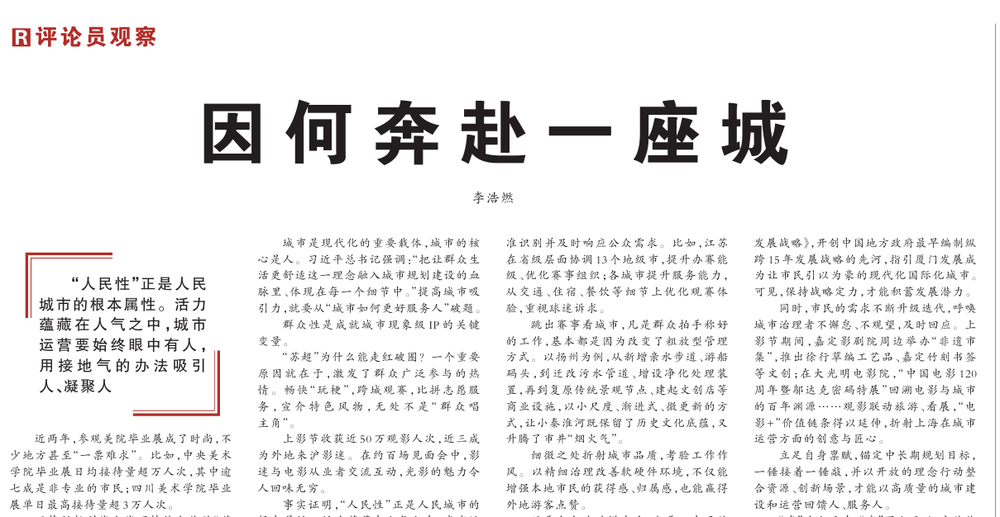 R评论员观察
因何奔赴一座城
李浩燃
“人民性”正是人民
城市的根本属性。活力
蕴藏在人气之中,城市
运营要始终眼中有人,
用接地气的办法吸引
人、凝聚人
近两年,参观美院毕业展成了时尚,不
少地方甚至“一票难求”。比如,中央美术
学院毕业展日均接待量超万人次,其中逾
七成是非专业的市民;四川美术学院毕业
展单日最高接待量超3万人次。
城市是现代化的重要载体,城市的核
心是人。习近平总书记强调:“把让群众生
活更舒适这一理念融入城市规划建设的血
脉里、体现在每一个细节中。”提高城市吸
引力,就要从“城市如何更好服务人”破题。
群众性是成就城市现象级IP的关键
变量。
“苏超”为什么能走红破圈?一个重要
原因就在于,激发了群众广泛参与的热
情。畅快“玩梗”,跨城观赛,比拼志愿服
务,宣介特色风物,无处不是“群众唱
主角”。
上影节收获近50万观影人次,近三成
为外地来沪影迷。在约百场见面会中,影
迷与电影从业者交流互动,光影的魅力令
人回味无穷。
事实证明,“人民性”正是人民城市的
准识别并及时响应公众需求。比如,江苏
在省级层面协调13个地级市,提升办赛能
级、优化赛事组织;各城市提升服务能力,
从交通、住宿、餐饮等细节上优化观赛体
验,重视球迷诉求。
跳出赛事看城市,凡是群众拍手称好
的工作,基本都是因为改变了粗放型管理
方式。以扬州为例,从新增亲水步道、游船
码头,到迁改污水管道、增设净化处理装
置,再到复原传统景观节点、建起文创店等
商业设施,以小尺度、渐进式、微更新的方
式,让小秦淮河既保留了历史文化底蕴,又
升腾了市井“烟火气”。
细微之处折射城市品质,考验工作作
风。以精细治理改善软硬件环境,不仅能
增强本地市民的获得感、归属感,也能赢得
外地游客点赞。
发展战略》,开创中国地方政府最早编制纵
跨15年发展战略的先河,指引厦门发展成
为让市民引以为豪的现代化国际化城市。
可见,保持战略定力,才能积蓄发展潜力。
同时,市民的需求不断升级迭代,呼唤
城市治理者不懈怠、不观望,及时回应。上
影节期间,嘉定影剧院周边举办“非遗市
集”,推出徐行草编工艺品、嘉定竹刻书签
等文创;在大光明电影院,“中国电影120
周年暨邬达克密码特展”回溯电影与城市
的百年渊源……观影联动旅游、看展,“电
影+”价值链条得以延伸,折射上海在城市
运营方面的创意与匠心。
立足自身禀赋,锚定中长期规划目标,
一锤接着一锤敲,并以开放的理念行动整
合资源、创新场景,才能以高质量的城市建
设和运营回馈人、服务人。